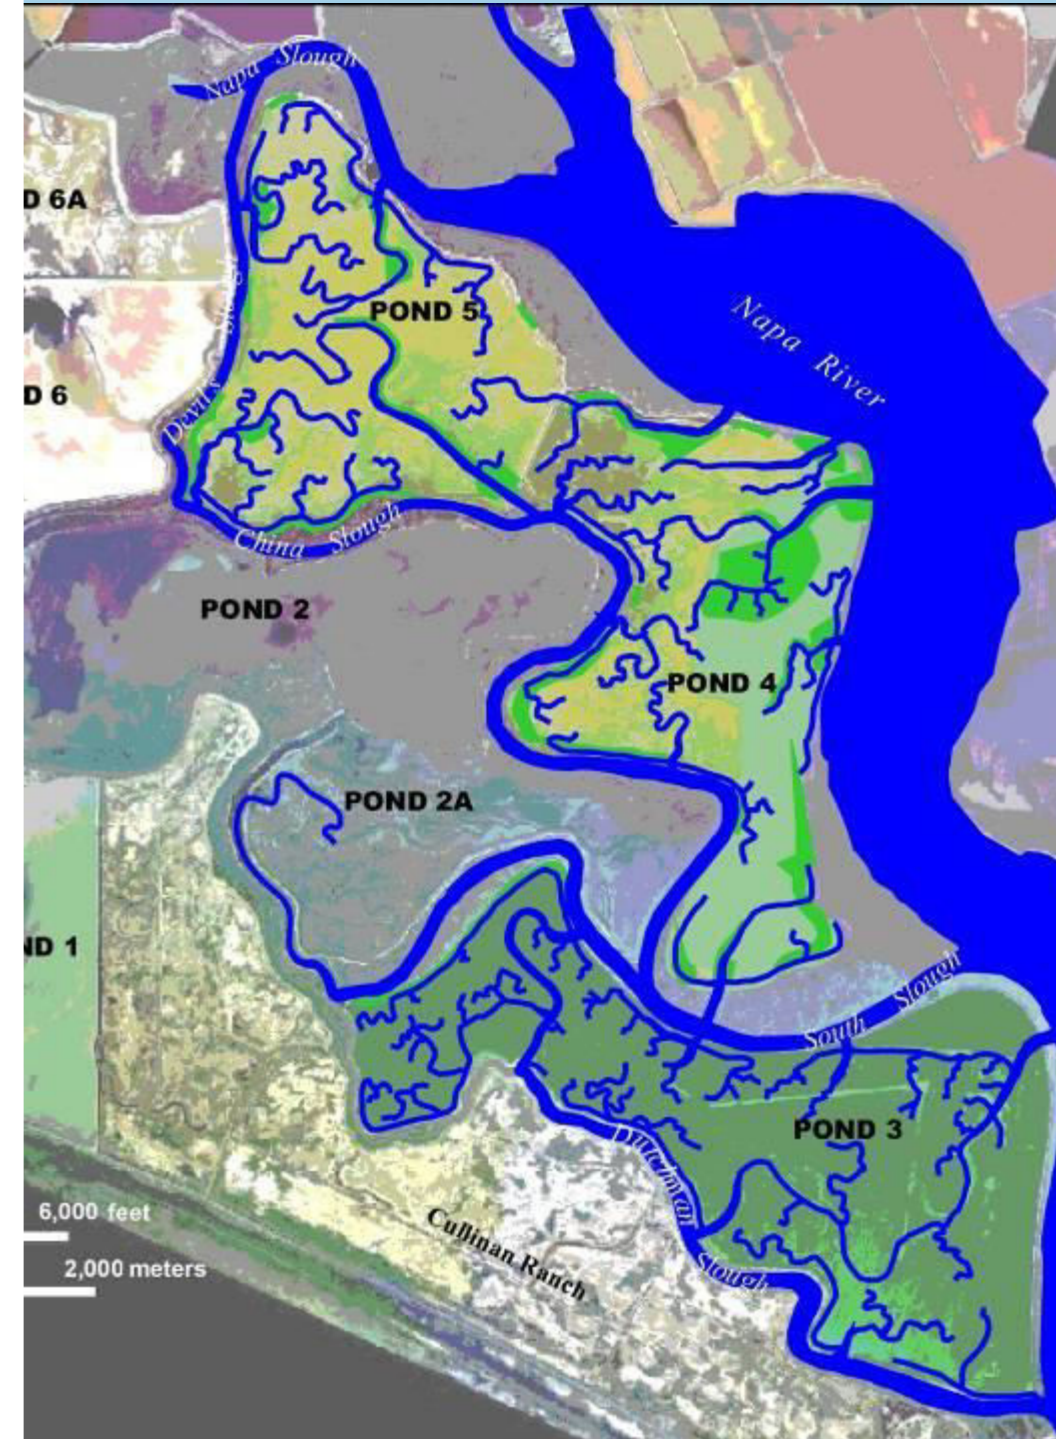 Napa Slough
D 6A
POND 5
Napa River
D 6
Devil's Slough
China Slough
POND 2
POND 4
POND 2A
ND 1
South Slough
POND 3
Dutchman Slough
6,000 feet
Cullinan Ranch
2,000 meters